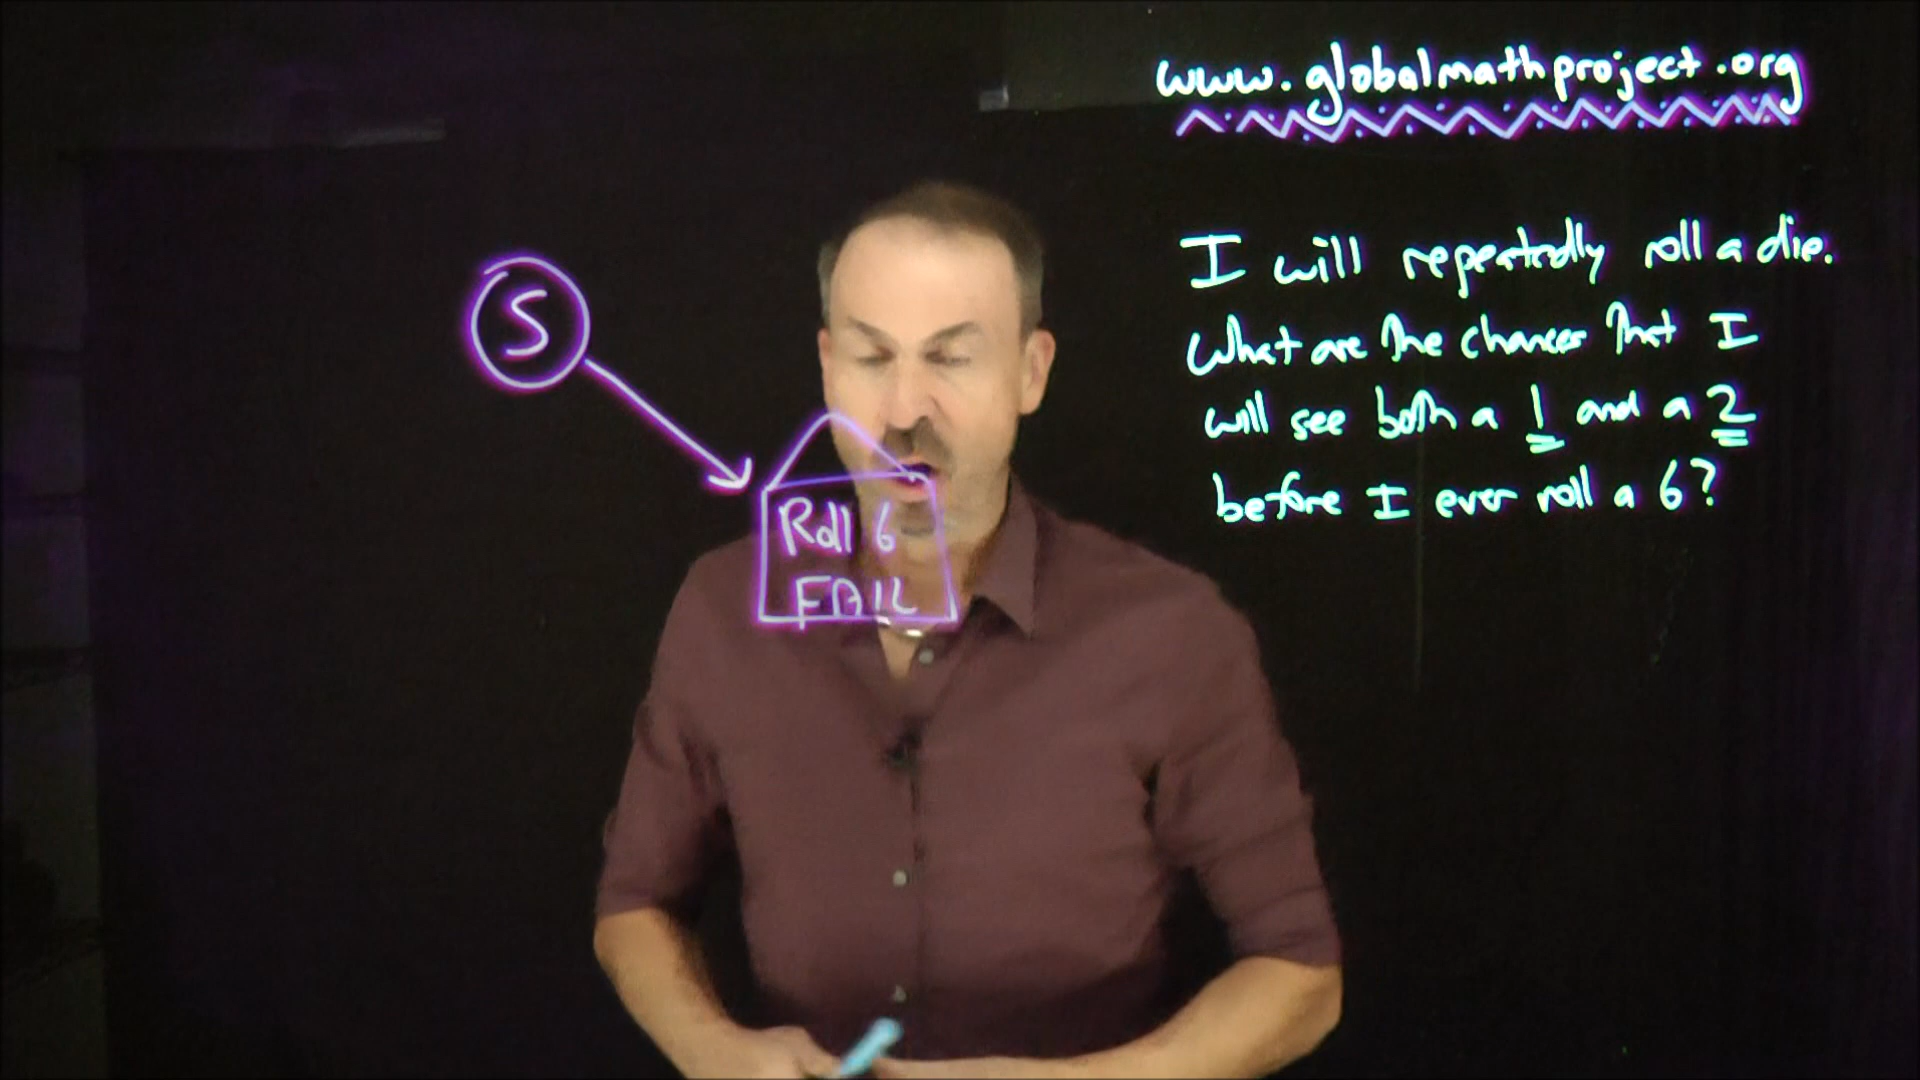 www.globalmathproject.org
I will repeatedly roll a die.
What are the chances that I
will see both a 1 and a 2
before I ever roll a 6?
S
Roll 6
FAIL